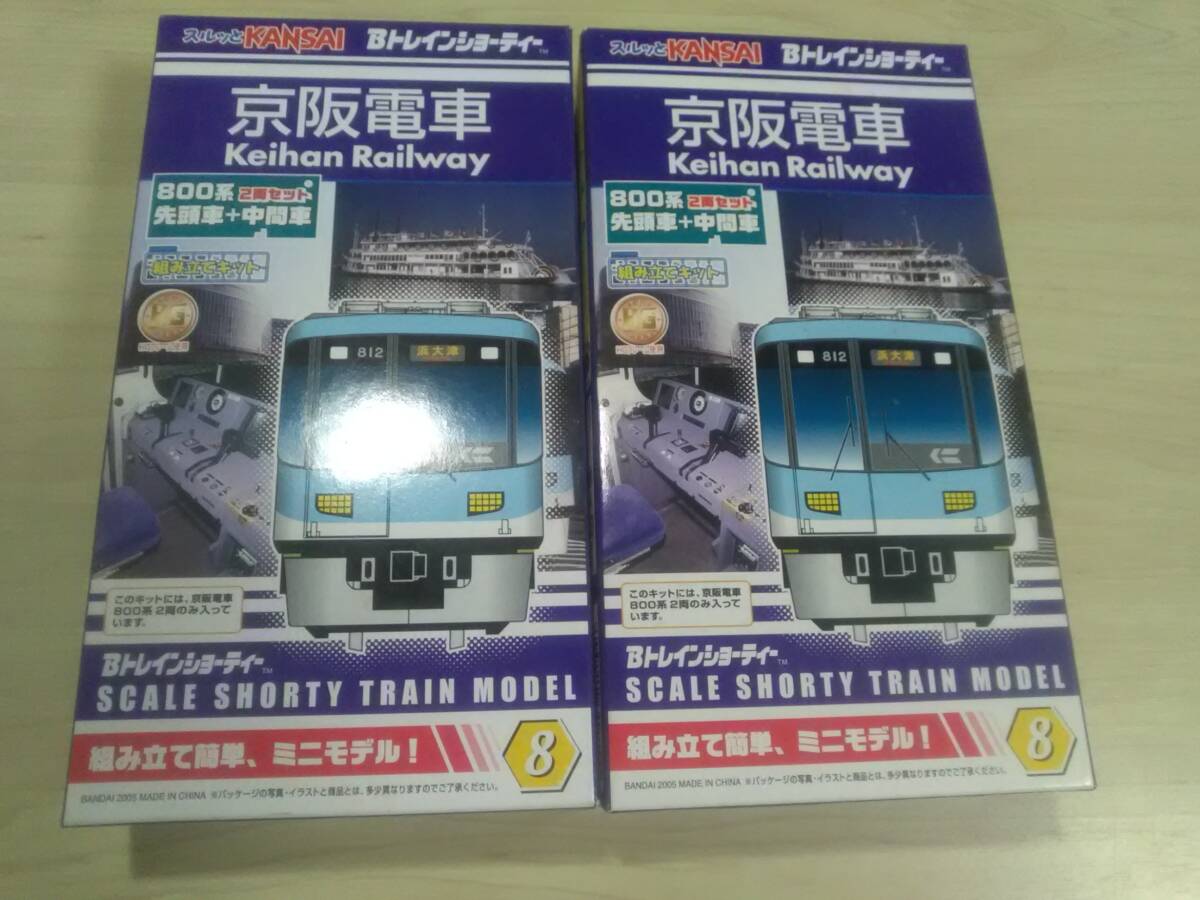 スルッとKANSAI Bトレインショーティー™
京阪電車
Keihan Railway
800系 2両セット
先頭車+中間車
組み立てキット
HG
812
浜大津
このキットには、京阪電車
800系 2両のみ入って
います。
Bトレインショーティー™
SCALE SHORTY TRAIN MODEL
組み立て簡単、ミニモデル!
8
BANDAI 2005 MADE IN CHINA ※パッケージの写真・イラストと商品とは、多少異なりますのでご了承ください。
スルッとKANSAI Bトレインショーティー™
京阪電車
Keihan Railway
800系 2両セット
先頭車+中間車
組み立てキット
HG
812
浜大津
このキットには、京阪電車
800系 2両のみ入って
います。
Bトレインショーティー™
SCALE SHORTY TRAIN MODEL
組み立て簡単、ミニモデル!
8
BANDAI 2005 MADE IN CHINA ※パッケージの写真・イラストと商品とは、多少異なりますのでご了承ください。